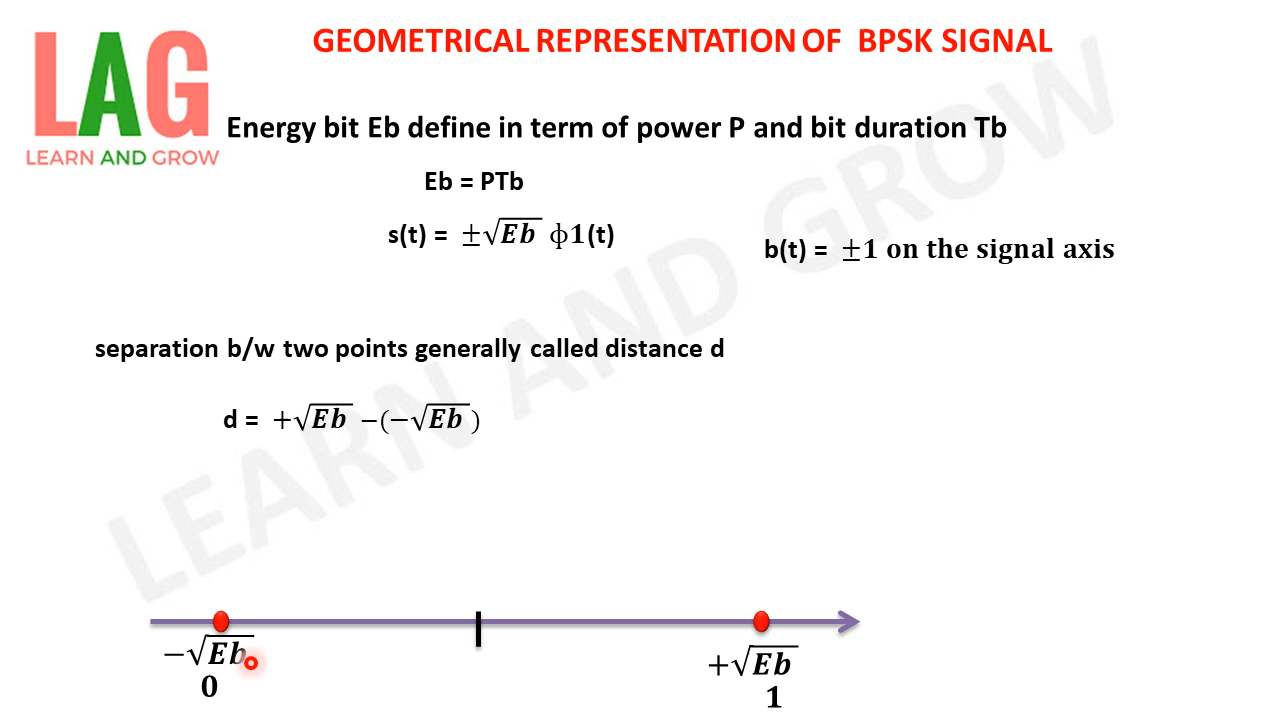 LAG
LEARN AND GROW
GEOMETRICAL REPRESENTATION OF BPSK SIGNAL
Energy bit Eb define in term of power P and bit duration Tb
Eb = PTb
s(t) = ±√Eb ф1(t)
b(t) = ±1 on the signal axis
separation b/w two points generally called distance d
d = +√Eb −(−√Eb)
−√Eb
0
+√Eb
1
LEARN AND GROW